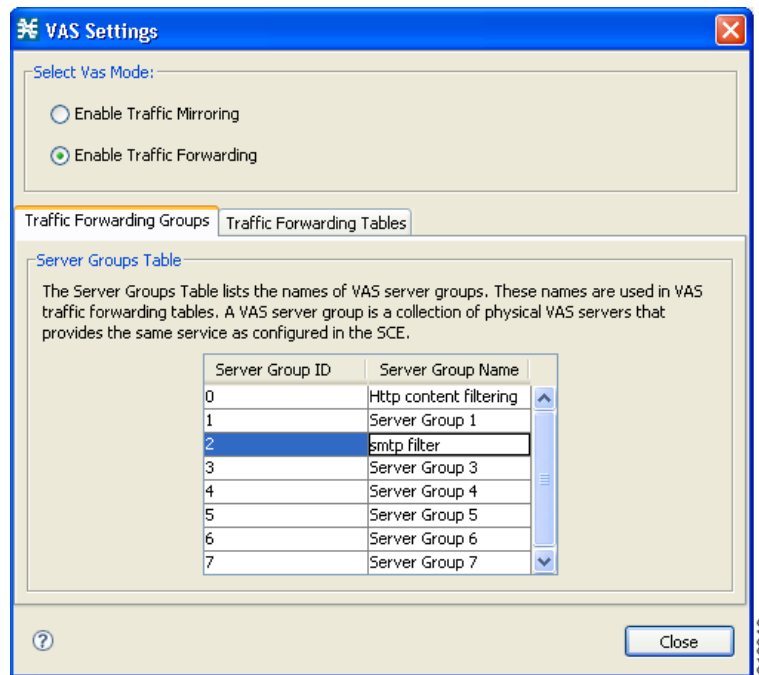 VAS Settings
Select Vas Mode:
Enable Traffic Mirroring
Enable Traffic Forwarding
Traffic Forwarding Groups Traffic Forwarding Tables
Server Groups Table
The Server Groups Table lists the names of VAS server groups. These names are used in VAS
traffic forwarding tables. A VAS server group is a collection of physical VAS servers that
provides the same service as configured in the SCE.
Server Group ID Server Group Name
0 Http content filtering
1 Server Group 1
2 smtp filter
3 Server Group 3
4 Server Group 4
5 Server Group 5
6 Server Group 6
7 Server Group 7
? Close